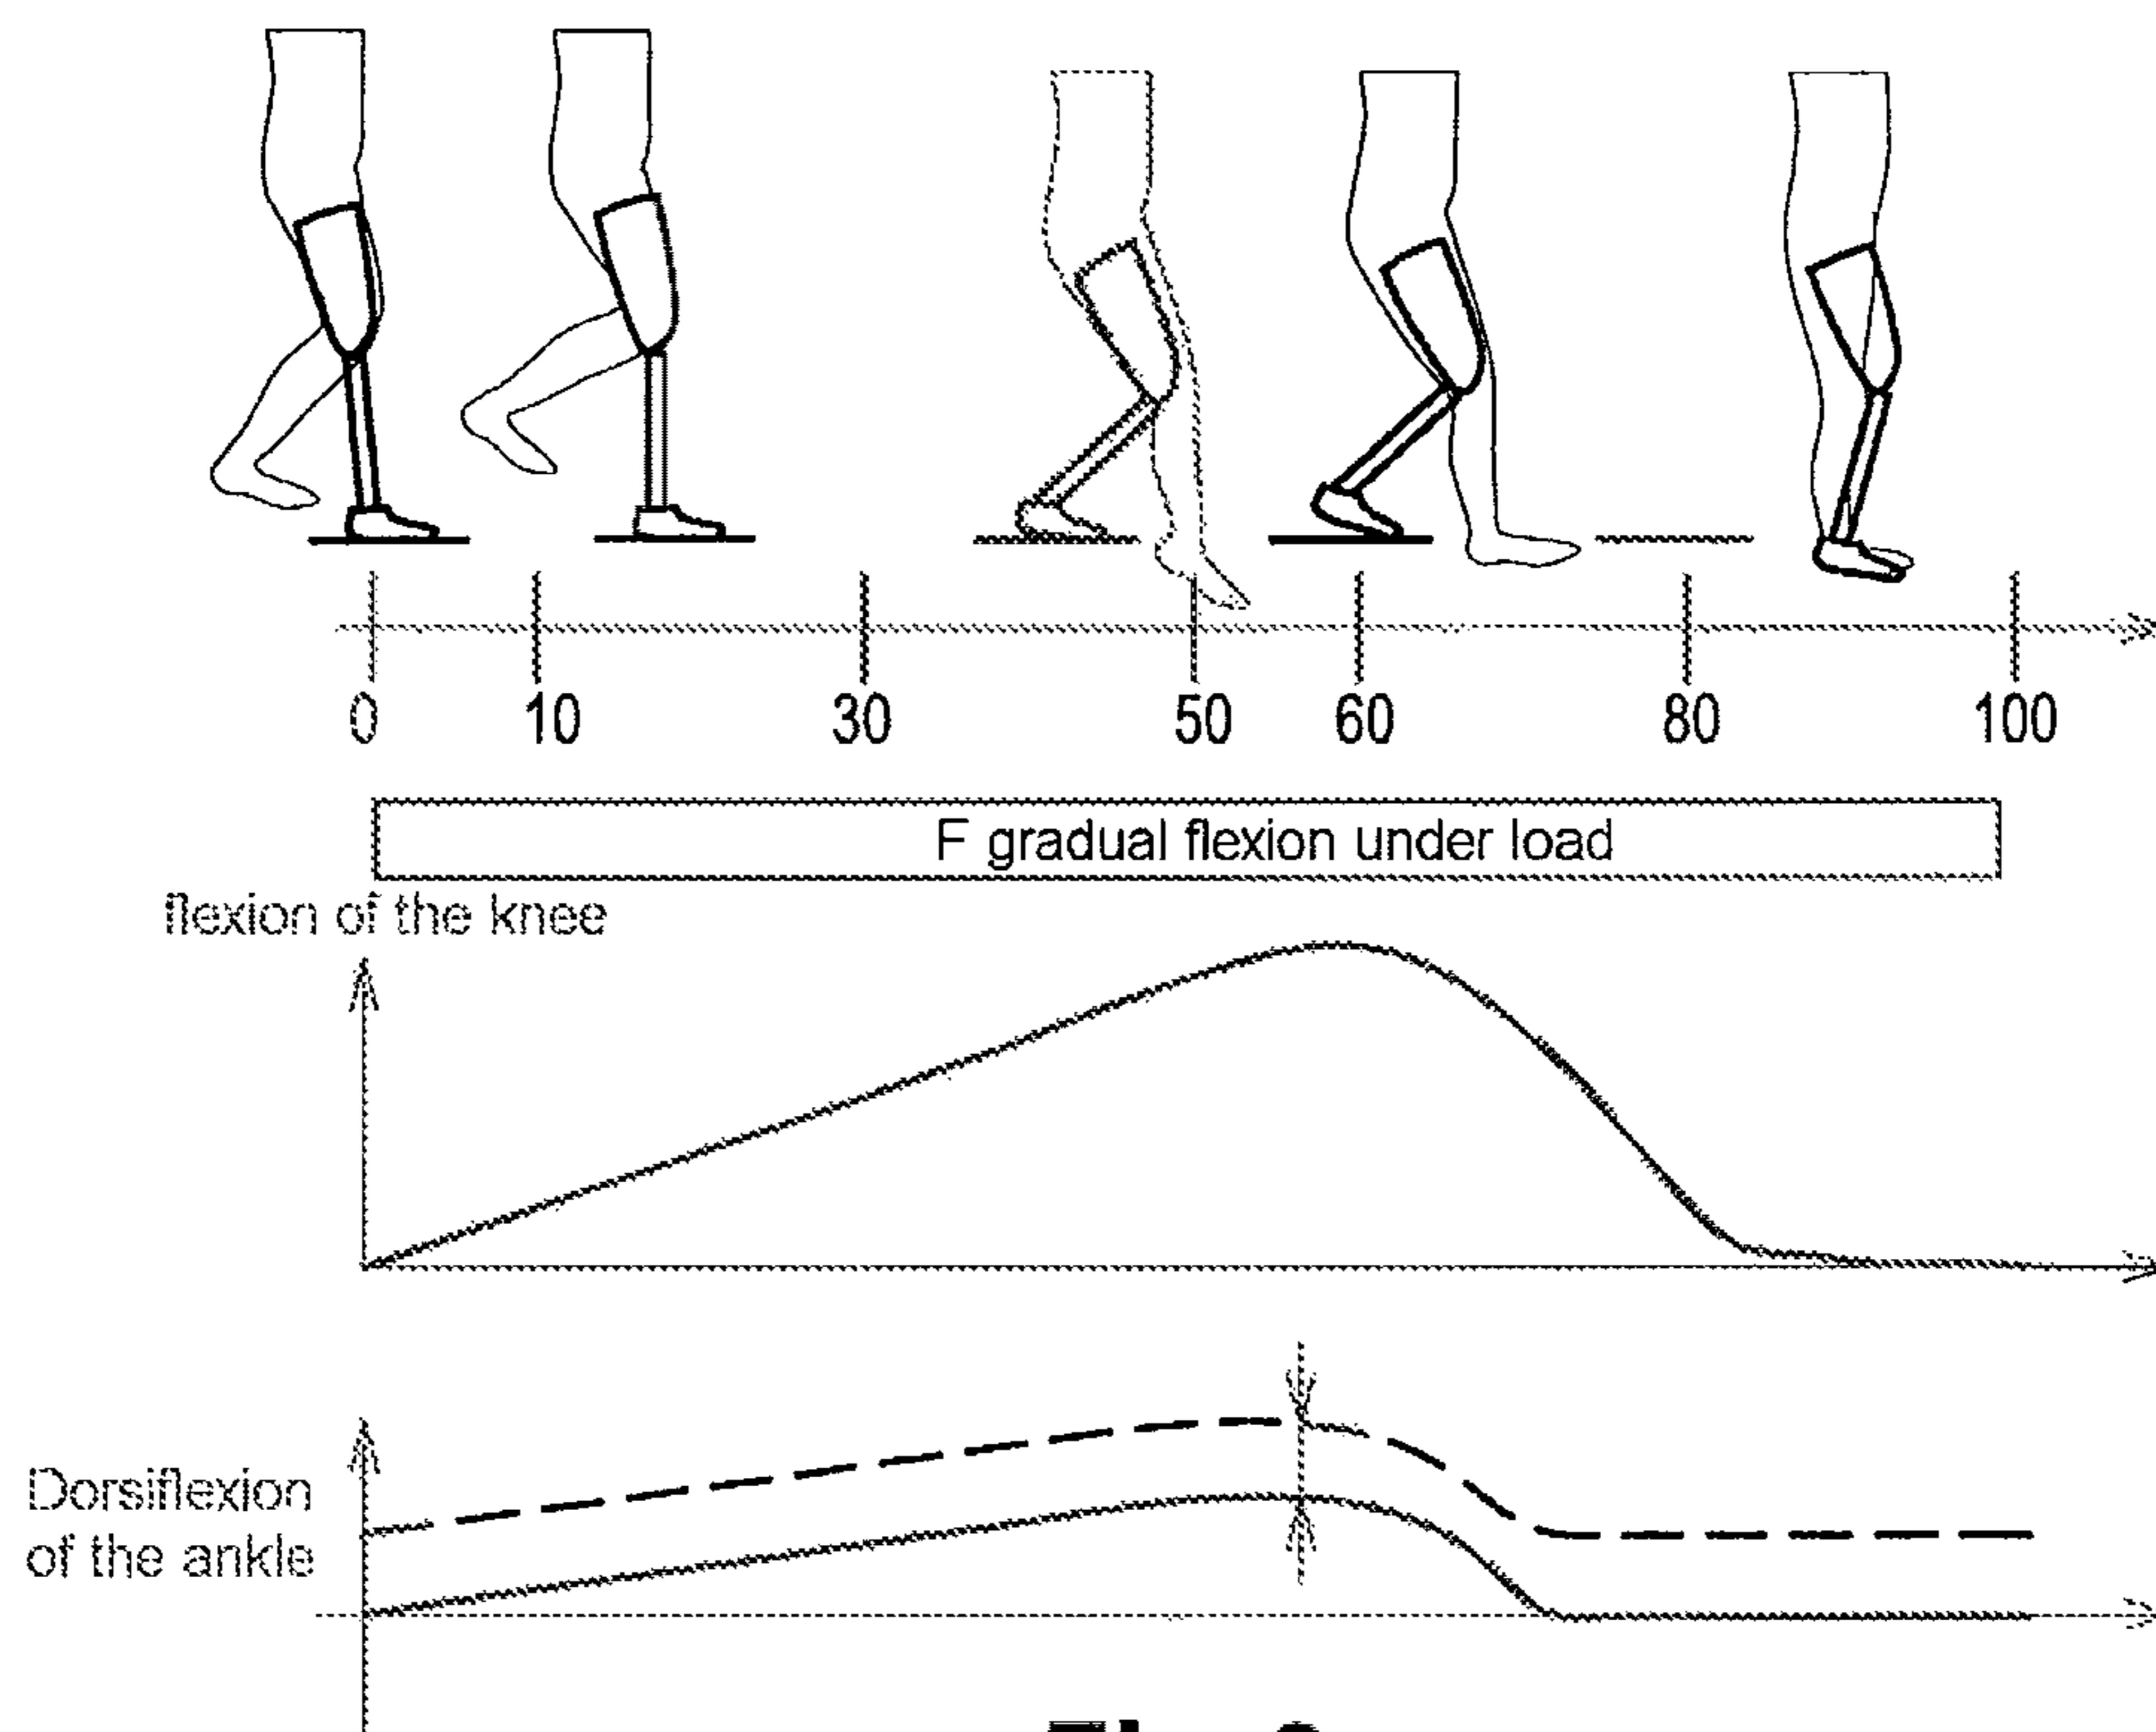 0 10 30 50 60 80 100
F gradual flexion under load
flexion of the knee
Dorsiflexion
of the ankle